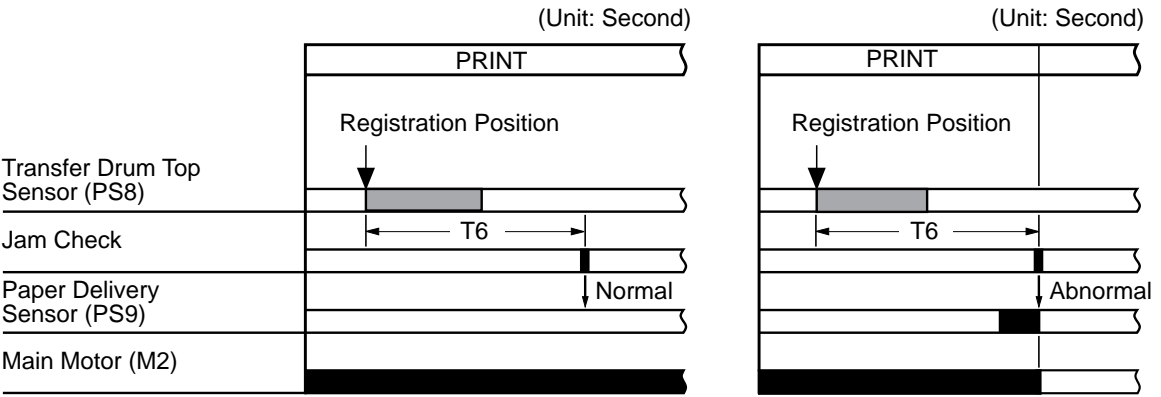 (Unit: Second)
(Unit: Second)
PRINT
PRINT
Registration Position
Registration Position
Transfer Drum Top
Sensor (PS8)
T6
T6
Jam Check
Paper Delivery
Sensor (PS9)
Normal
Abnormal
Main Motor (M2)